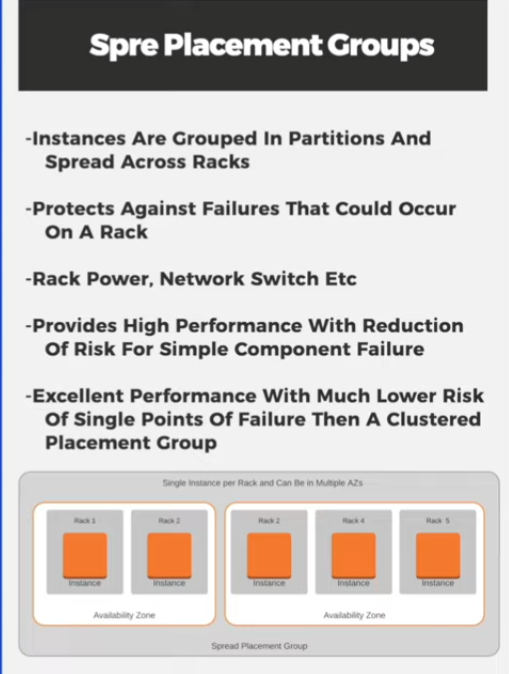 Spre Placement Groups
-Instances Are Grouped In Partitions And
Spread Across Racks
-Protects Against Failures That Could Occur
On A Rack
-Rack Power, Network Switch Etc
-Provides High Performance With Reduction
Of Risk For Simple Component Failure
-Excellent Performance With Much Lower Risk
Of Single Points Of Failure Then A Clustered
Placement Group
Single Instance per Rack and Can Be in Multiple AZs
Rack 1
Rack 2
Rack 2
Rack 4
Rack 5
Instance
Instance
Instance
Instance
Instance
Availability Zone
Availability Zone
Spread Placement Group